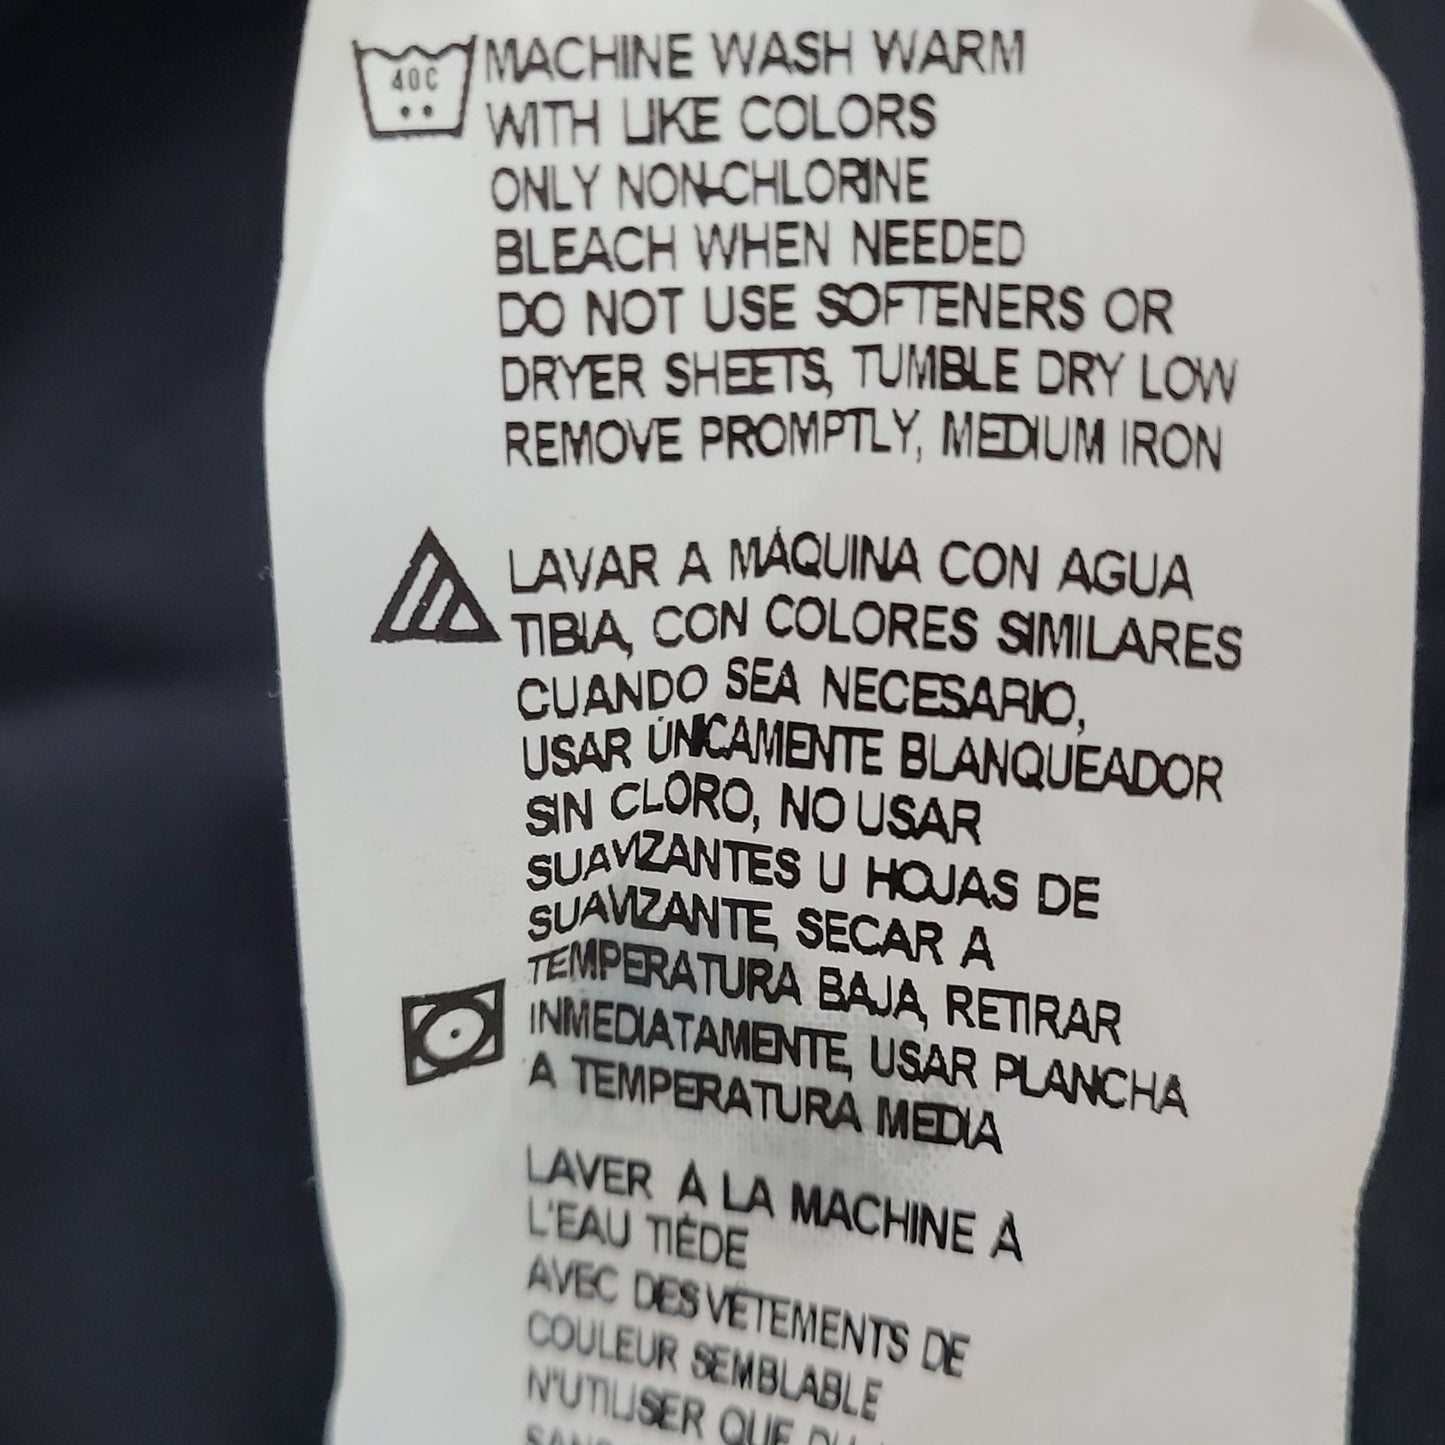 40C
MACHINE WASH WARM
WITH LIKE COLORS
ONLY NON-CHLORINE
BLEACH WHEN NEEDED
DO NOT USE SOFTENERS OR
DRYER SHEETS, TUMBLE DRY LOW
REMOVE PROMPTLY, MEDIUM IRON
LAVAR A MÁQUINA CON AGUA
TIBIA, CON COLORES SIMILARES
CUANDO SEA NECESARIO,
USAR ÚNICAMENTE BLANQUEADOR
SIN CLORO, NO USAR
SUAVIZANTES U HOJAS DE
SUAVIZANTE, SECAR A
TEMPERATURA BAJA, RETIRAR
INMEDIATAMENTE, USAR PLANCHA
A TEMPERATURA MEDIA
LAVER À LA MACHINE À
L'EAU TIÈDE
AVEC DES VÊTEMENTS DE
COULEUR SEMBLABLE
N'UTILISER QUE DU